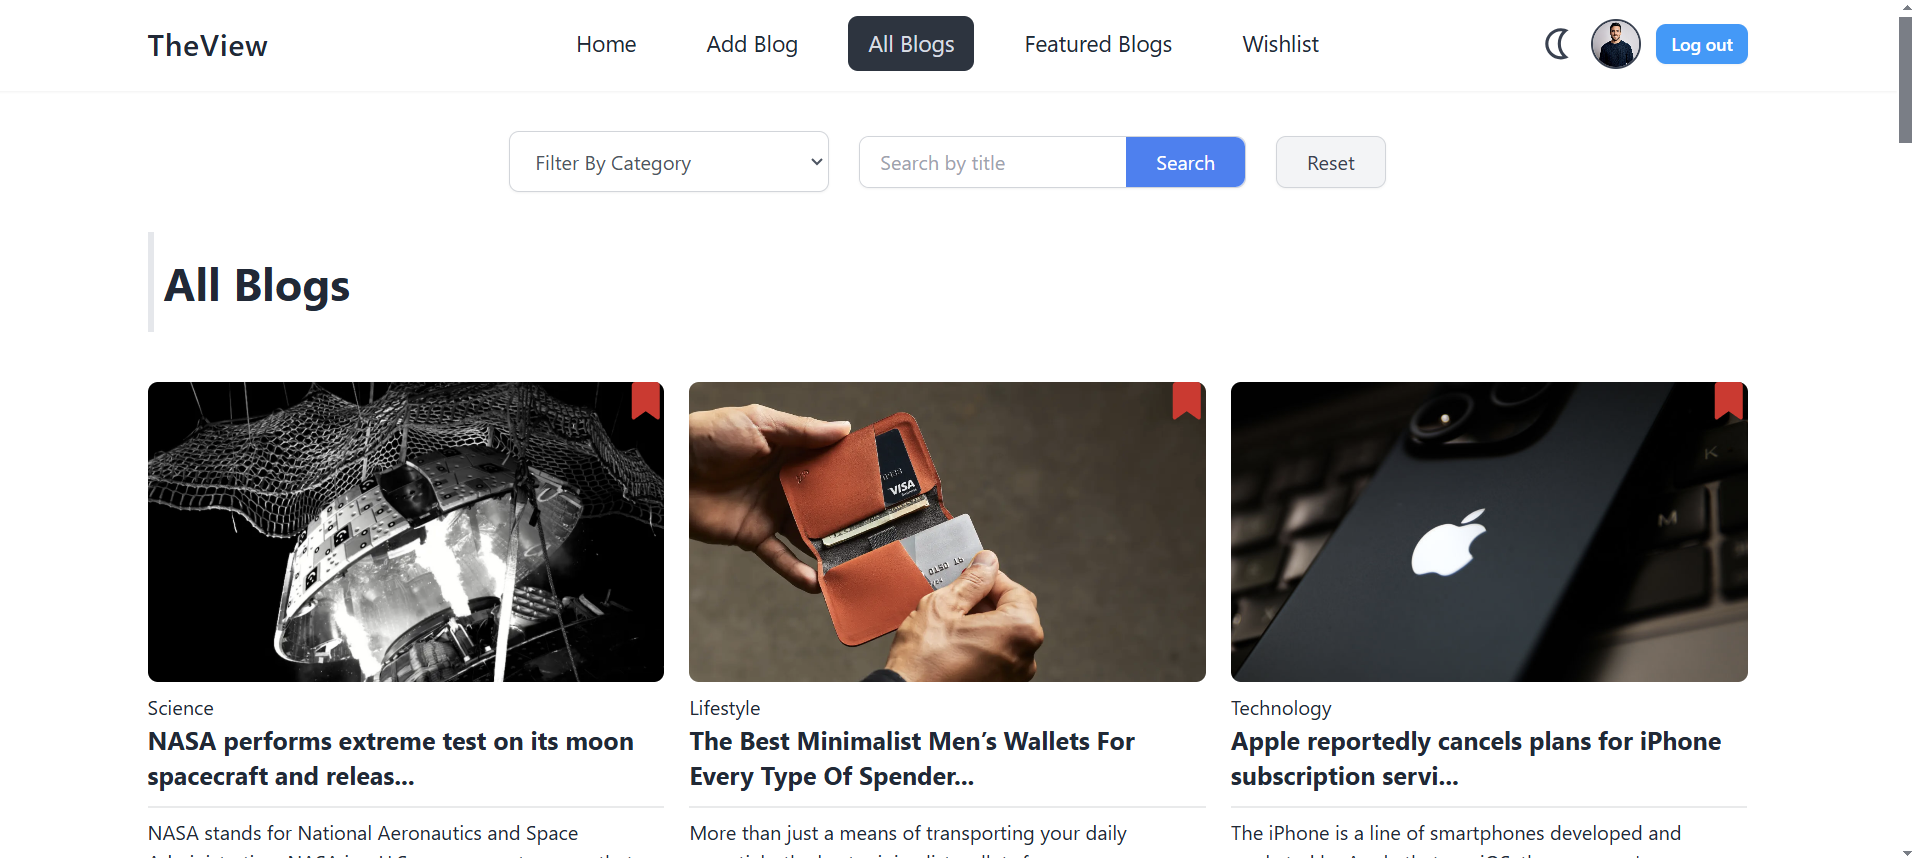 TheView
Home
Add Blog
All Blogs
Featured Blogs
Wishlist
Log out
Filter By Category
Search by title
Search
Reset
All Blogs
VISA
K
M
Science
NASA performs extreme test on its moon
spacecraft and releas...
NASA stands for National Aeronautics and Space
Lifestyle
The Best Minimalist Men’s Wallets For
Every Type Of Spender...
More than just a means of transporting your daily
Technology
Apple reportedly cancels plans for iPhone
subscription servi...
The iPhone is a line of smartphones developed and